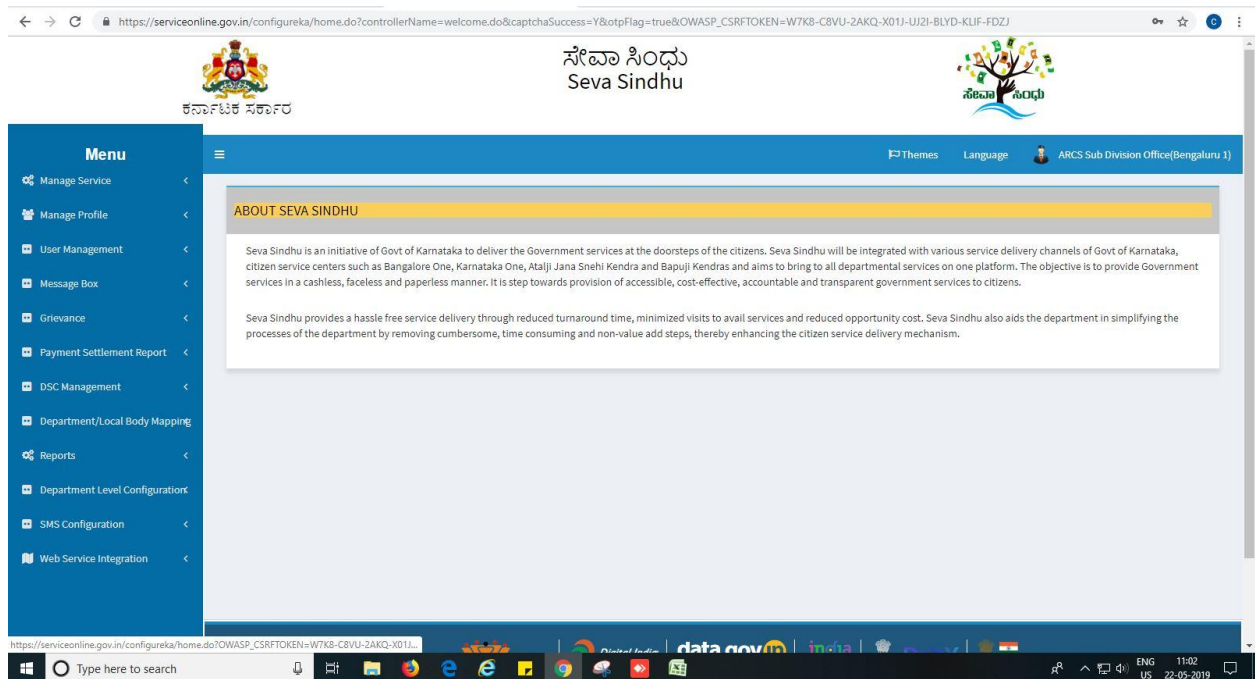 https://serviceonline.gov.in/configureka/home.do?controllerName=welcome.do&captchaSuccess=Y&otpFlag=true&OWASP_CSRFTOKEN=W7K8-C8VU-2AKQ-X01J-UJ2I-BLYD-KLIF-FDZJ
C
ಕರ್ನಾಟಕ ಸರ್ಕಾರ
ಸೇವಾ ಸಿಂಧು
Seva Sindhu
ಸೇವಾ ಸಿಂಧು
Menu
Themes Language ARCS Sub Division Office(Bengaluru 1)
Manage Service
Manage Profile
User Management
Message Box
Grievance
Payment Settlement Report
DSC Management
Department/Local Body Mapping
Reports
Department Level Configuration
SMS Configuration
Web Service Integration
ABOUT SEVA SINDHU
Seva Sindhu is an initiative of Govt of Karnataka to deliver the Government services at the doorsteps of the citizens. Seva Sindhu will be integrated with various service delivery channels of Govt of Karnataka,
citizen service centers such as Bangalore One, Karnataka One, Atalji Jana Snehi Kendra and Bapuji Kendras and aims to bring to all departmental services on one platform. The objective is to provide Government
services in a cashless, faceless and paperless manner. It is step towards provision of accessible, cost-effective, accountable and transparent government services to citizens.
Seva Sindhu provides a hassle free service delivery through reduced turnaround time, minimized visits to avail services and reduced opportunity cost. Seva Sindhu also aids the department in simplifying the
processes of the department by removing cumbersome, time consuming and non-value add steps, thereby enhancing the citizen service delivery mechanism.
https://serviceonline.gov.in/configureka/home.do?OWASP_CSRFTOKEN=W7K8-C8VU-2AKQ-X01J...
Digital India data.gov.in india
Type here to search
ENG 11:02
US 22-05-2019